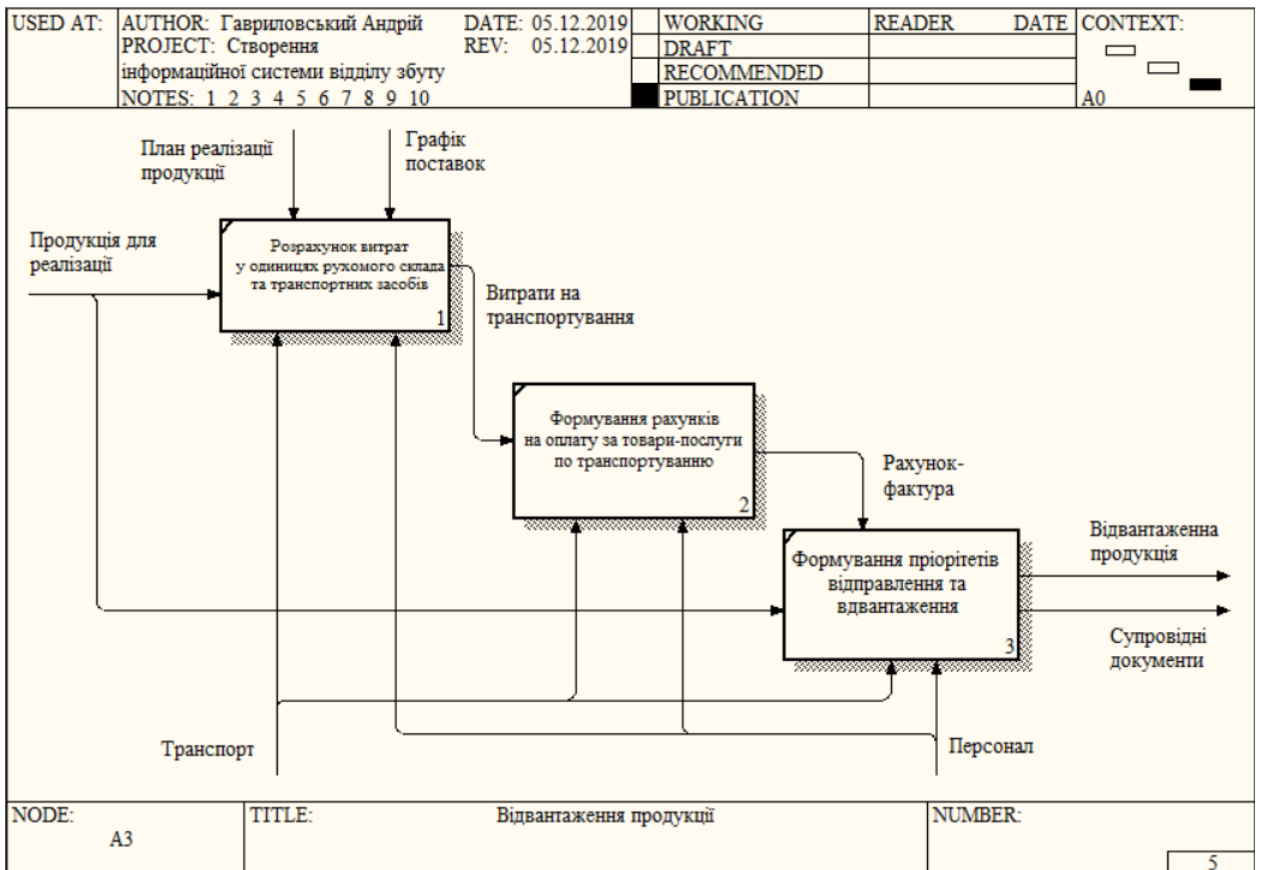 USED AT:
AUTHOR: Гавриловський Андрій
DATE: 05.12.2019
PROJECT: Створення
REV: 05.12.2019
інформаційної системи відділу збуту
NOTES: 1 2 3 4 5 6 7 8 9 10
WORKING
DRAFT
RECOMMENDED
PUBLICATION
READER DATE
CONTEXT:
A0
План реалізації
продукції
Графік
поставок
Продукція для
реалізації
Розрахунок витрат
у одиницях рухомого склада
та транспортних засобів
1
Витрати на
транспортування
Формування рахунків
на оплату за товари-послуги
по транспортуванню
2
Рахунок-
фактура
Формування пріорітетів
відправлення та
вдвантаження
3
Відвантаженна
продукція
Супровідні
документи
Транспорт
Персонал
NODE:
A3
TITLE:
Відвантаження продукції
NUMBER:
5